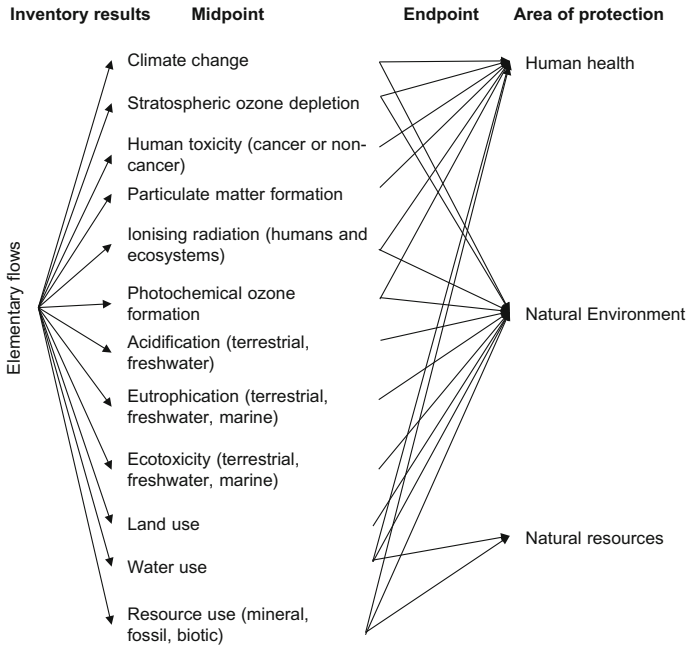 Inventory results Midpoint Endpoint Area of protection
Elementary flows
Climate change
Stratospheric ozone depletion
Human toxicity (cancer or non-
cancer)
Particulate matter formation
Ionising radiation (humans and
ecosystems)
Photochemical ozone
formation
Acidification (terrestrial,
freshwater)
Eutrophication (terrestrial,
freshwater, marine)
Ecotoxicity (terrestrial,
freshwater, marine)
Land use
Water use
Resource use (mineral,
fossil, biotic)
Human health
Natural Environment
Natural resources